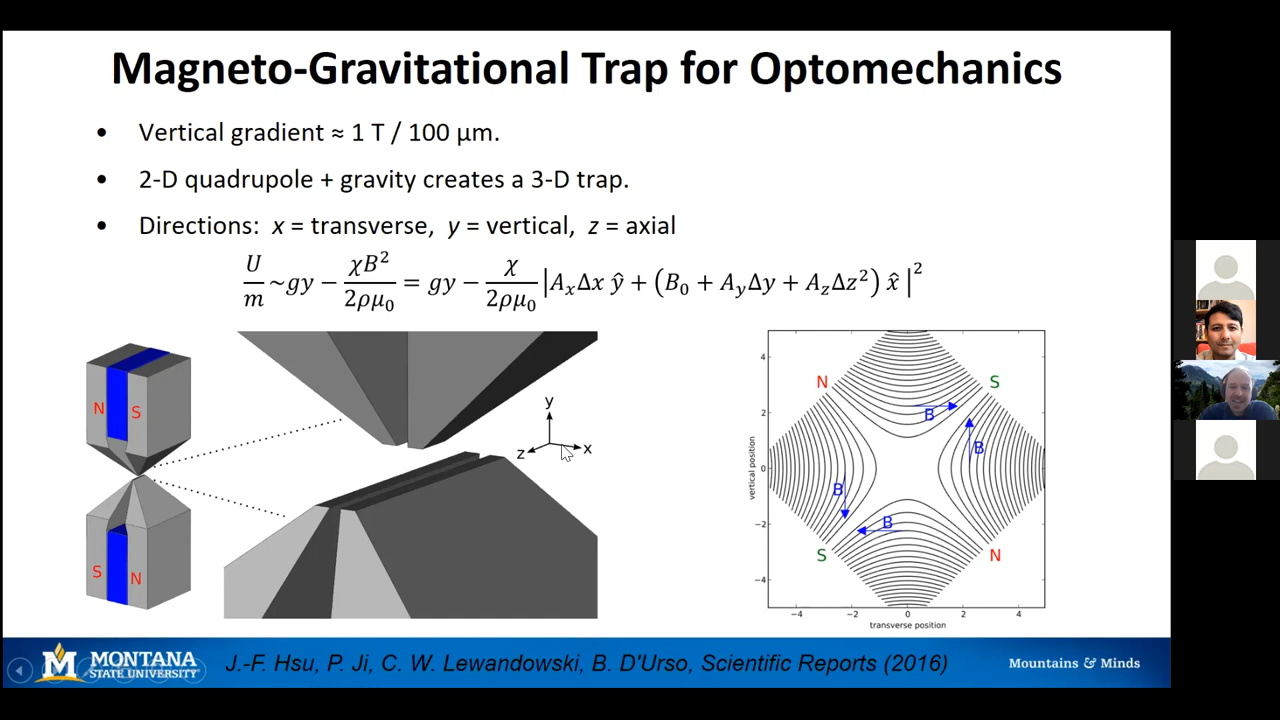 Magneto-Gravitational Trap for Optomechanics
• Vertical gradient ≈ 1 T / 100 μm.
• 2-D quadrupole + gravity creates a 3-D trap.
• Directions: x = transverse, y = vertical, z = axial
U/m ~gy − χB²/2ρμ₀ = gy − χ/2ρμ₀ |AₓΔx ŷ + (B₀ + A_yΔy + A_zΔz²) x̂ |²
N S
S N
y
x
z
N S
B
B
B
B
S N
4
2
0
−2
−4
−4 −2 0 2 4
vertical position
transverse position
MONTANA
STATE UNIVERSITY
J.-F. Hsu, P. Ji, C. W. Lewandowski, B. D'Urso, Scientific Reports (2016)
Mountains & Minds